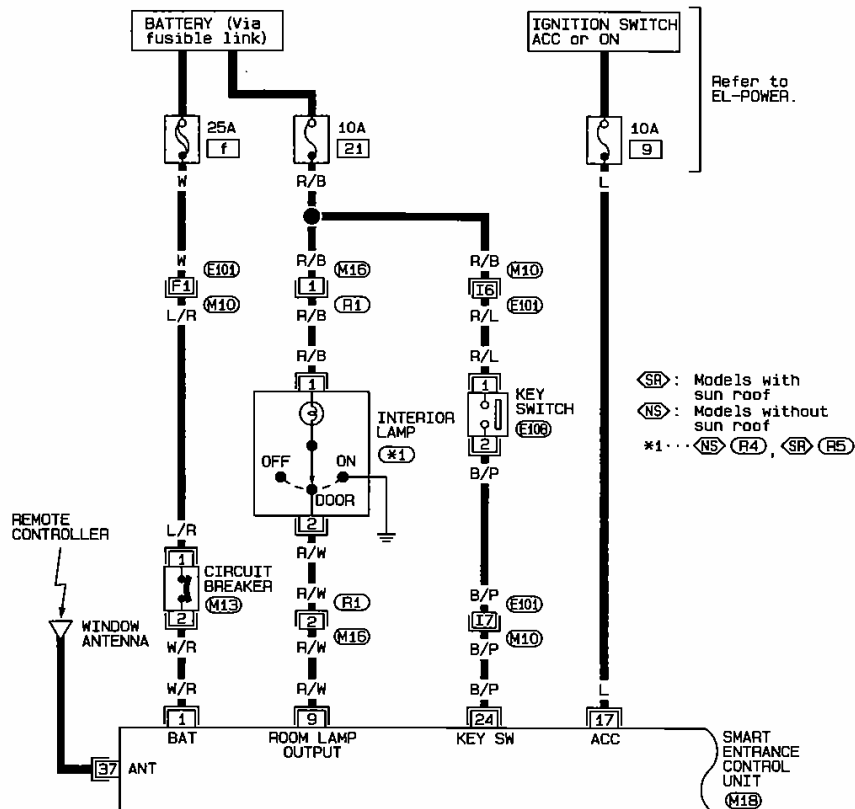 BATTERY (Via
fusible link)
IGNITION SWITCH
ACC or ON
Refer to
EL-POWER.
25A
f
10A
21
10A
9
W
R/B
L
W
E101
F1
M10
L/R
R/B
M16
1
R1
R/B
R/B
M10
I6
E101
R/L
R/B
1
R/L
1
KEY
SWITCH
E108
2
B/P
INTERIOR
LAMP
*1
OFF
ON
DOOR
2
R/W
SR: Models with
sun roof
NS: Models without
sun roof
*1··· NS R4, SR R5
REMOTE
CONTROLLER
WINDOW
ANTENNA
L/R
1
CIRCUIT
BREAKER
M13
2
W/R
R/W
R1
2
M16
R/W
B/P
E101
I7
M10
B/P
W/R
R/W
B/P
L
1
9
24
17
BAT
ROOM LAMP
OUTPUT
KEY SW
ACC
37
ANT
SMART
ENTRANCE
CONTROL
UNIT
M18